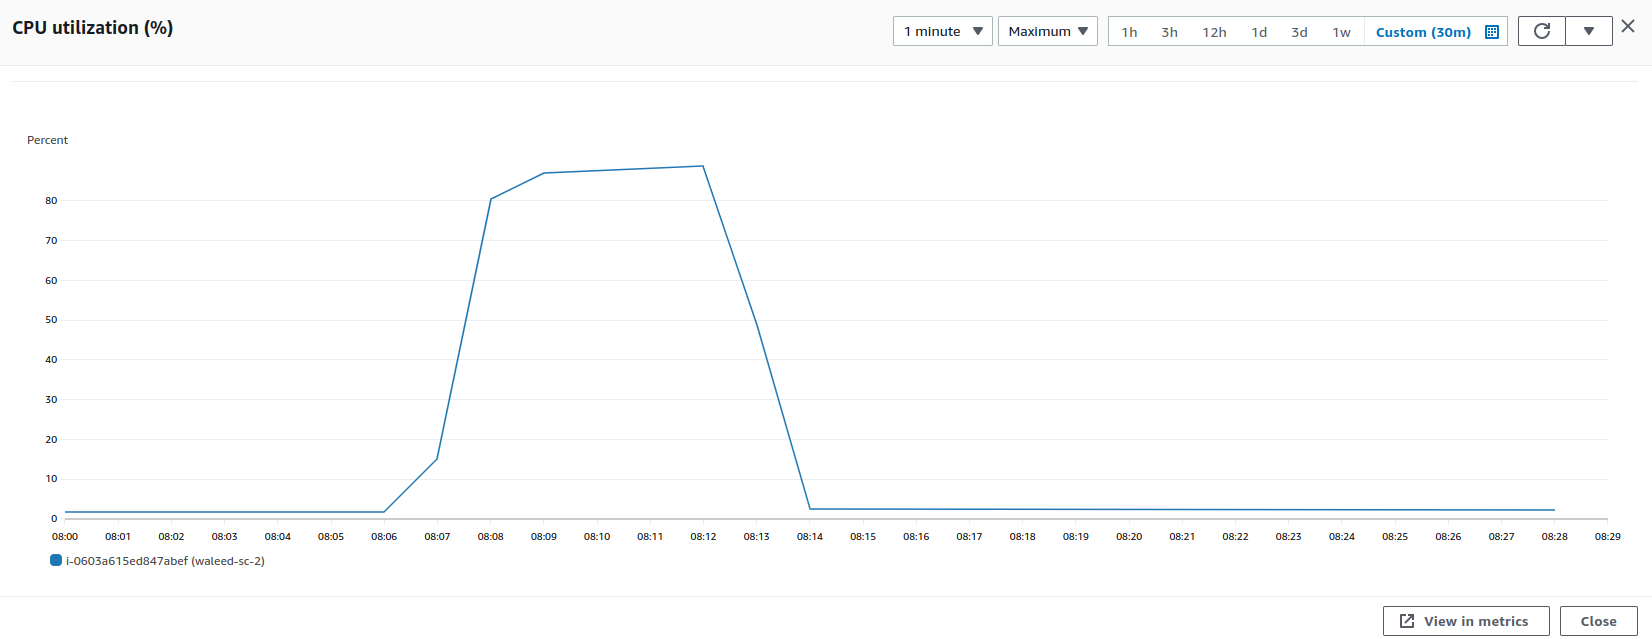 CPU utilization (%)
1 minute Maximum 1h 3h 12h 1d 3d 1w Custom (30m)
Percent
80
70
60
50
40
30
20
10
0
08:00 08:01 08:02 08:03 08:04 08:05 08:06 08:07 08:08 08:09 08:10 08:11 08:12 08:13 08:14 08:15 08:16 08:17 08:18 08:19 08:20 08:21 08:22 08:23 08:24 08:25 08:26 08:27 08:28 08:29
i-0603a615ed847abef (waleed-sc-2)
View in metrics Close